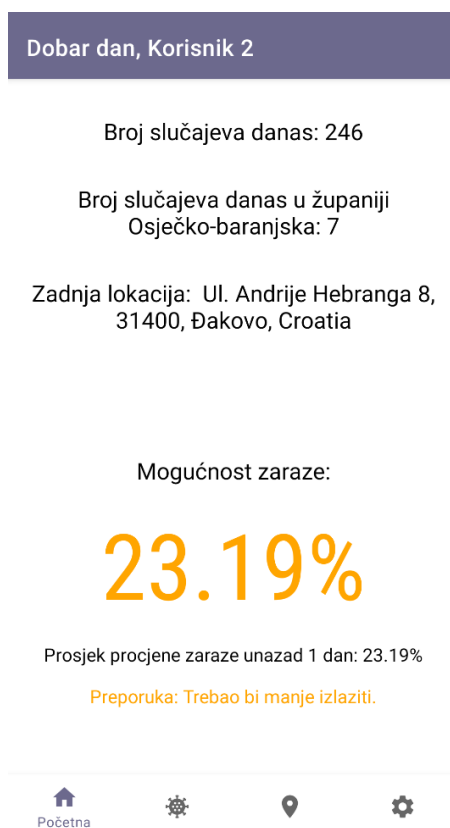 Dobar dan, Korisnik 2
Broj slučajeva danas: 246
Broj slučajeva danas u županiji
Osječko-baranjska: 7
Zadnja lokacija:  Ul. Andrije Hebranga 8,
31400, Đakovo, Croatia
Mogućnost zaraze:
23.19%
Prosjek procjene zaraze unazad 1 dan: 23.19%
Preporuka: Trebao bi manje izlaziti.
Početna